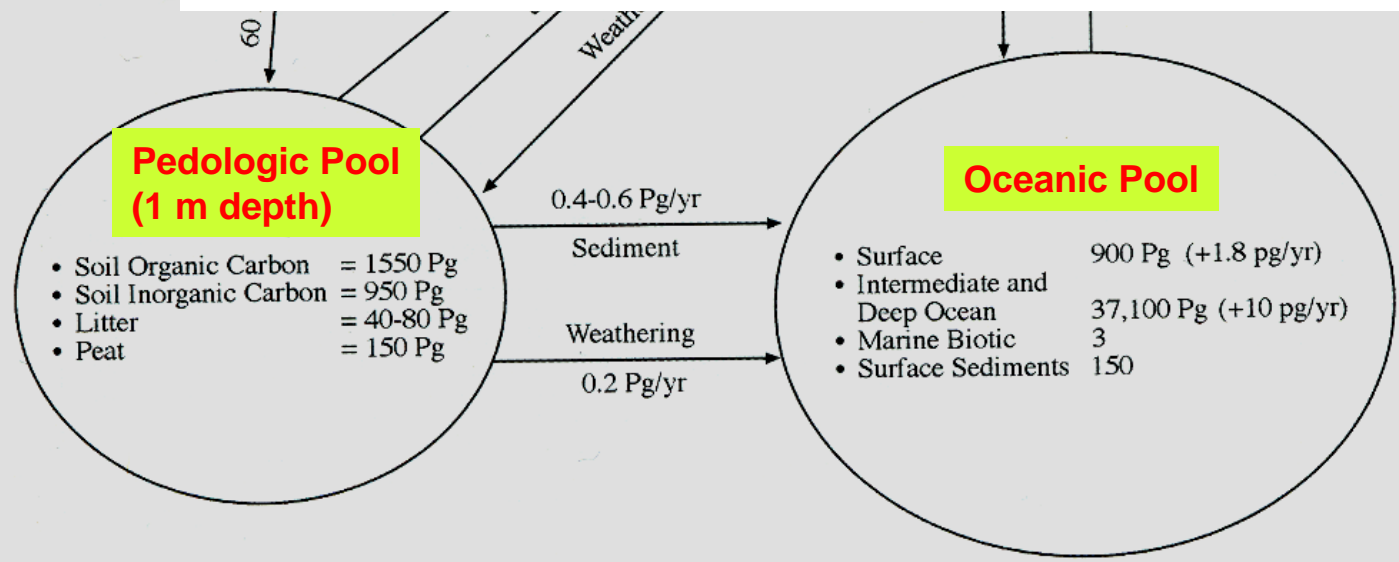 60
Weath
Pedologic Pool
(1 m depth)
• Soil Organic Carbon = 1550 Pg
• Soil Inorganic Carbon = 950 Pg
• Litter = 40-80 Pg
• Peat = 150 Pg
0.4-0.6 Pg/yr
Sediment
Weathering
0.2 Pg/yr
Oceanic Pool
• Surface 900 Pg (+1.8 pg/yr)
• Intermediate and
Deep Ocean 37,100 Pg (+10 pg/yr)
• Marine Biotic 3
• Surface Sediments 150